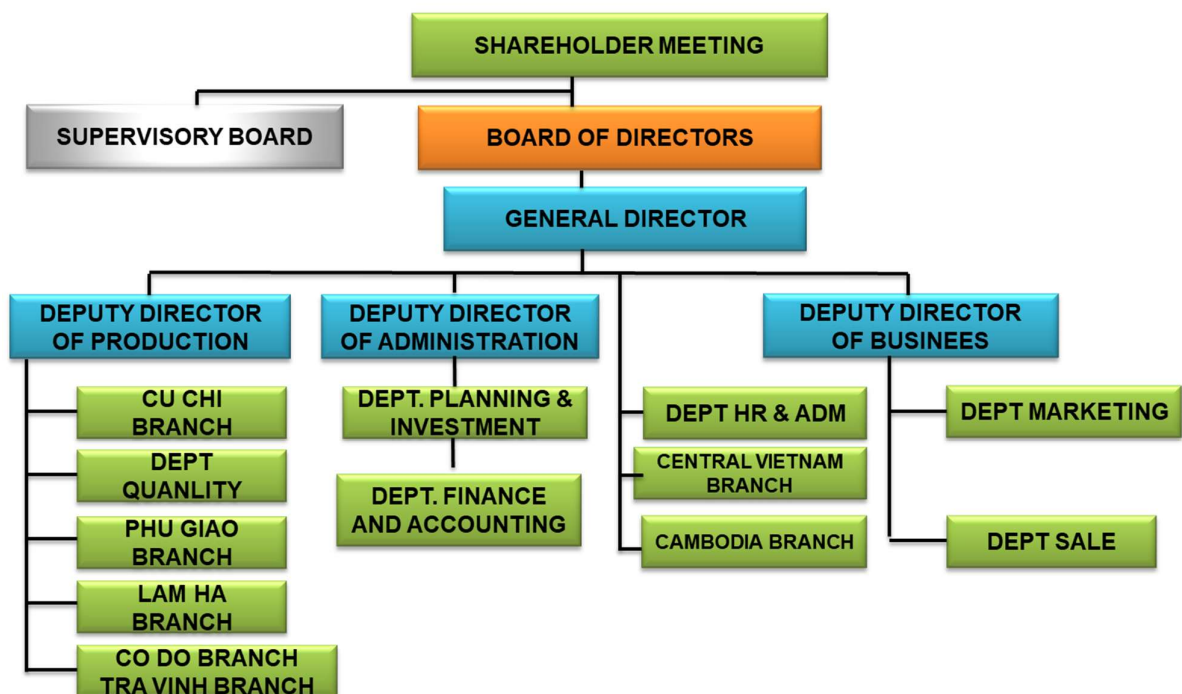 SHAREHOLDER MEETING
SUPERVISORY BOARD
BOARD OF DIRECTORS
GENERAL DIRECTOR
DEPUTY DIRECTOR
OF PRODUCTION
DEPUTY DIRECTOR
OF ADMINISTRATION
DEPUTY DIRECTOR
OF BUSINEES
CU CHI
BRANCH
DEPT
QUANLITY
PHU GIAO
BRANCH
LAM HA
BRANCH
CO DO BRANCH
TRA VINH BRANCH
DEPT. PLANNING &
INVESTMENT
DEPT. FINANCE
AND ACCOUNTING
DEPT HR & ADM
CENTRAL VIETNAM
BRANCH
CAMBODIA BRANCH
DEPT MARKETING
DEPT SALE